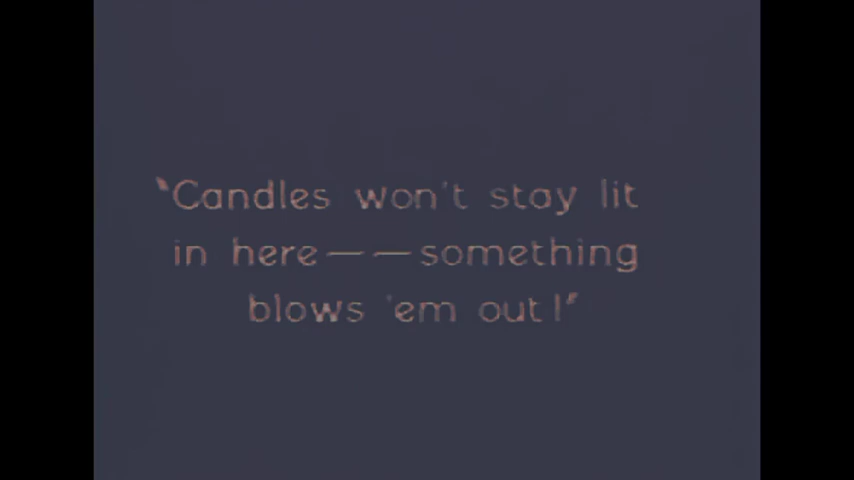 "Candles won't stay lit
in here——something
blows 'em out!"